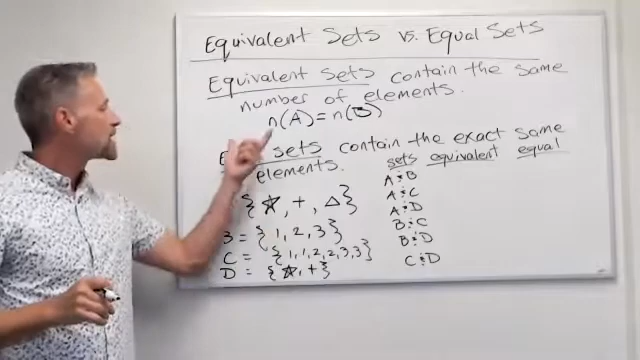 Equivalent Sets vs. Equal Sets
Equivalent Sets contain the same
number of elements.
n(A) = n(B)
E sets contain the exact same
elements.
sets equivalent equal
{☆, +, △}
B = {1, 2, 3}
C = {1, 1, 2, 2, 3, 3}
D = {☆, +}
A & B
A & C
A & D
B & C
B & D
C & D